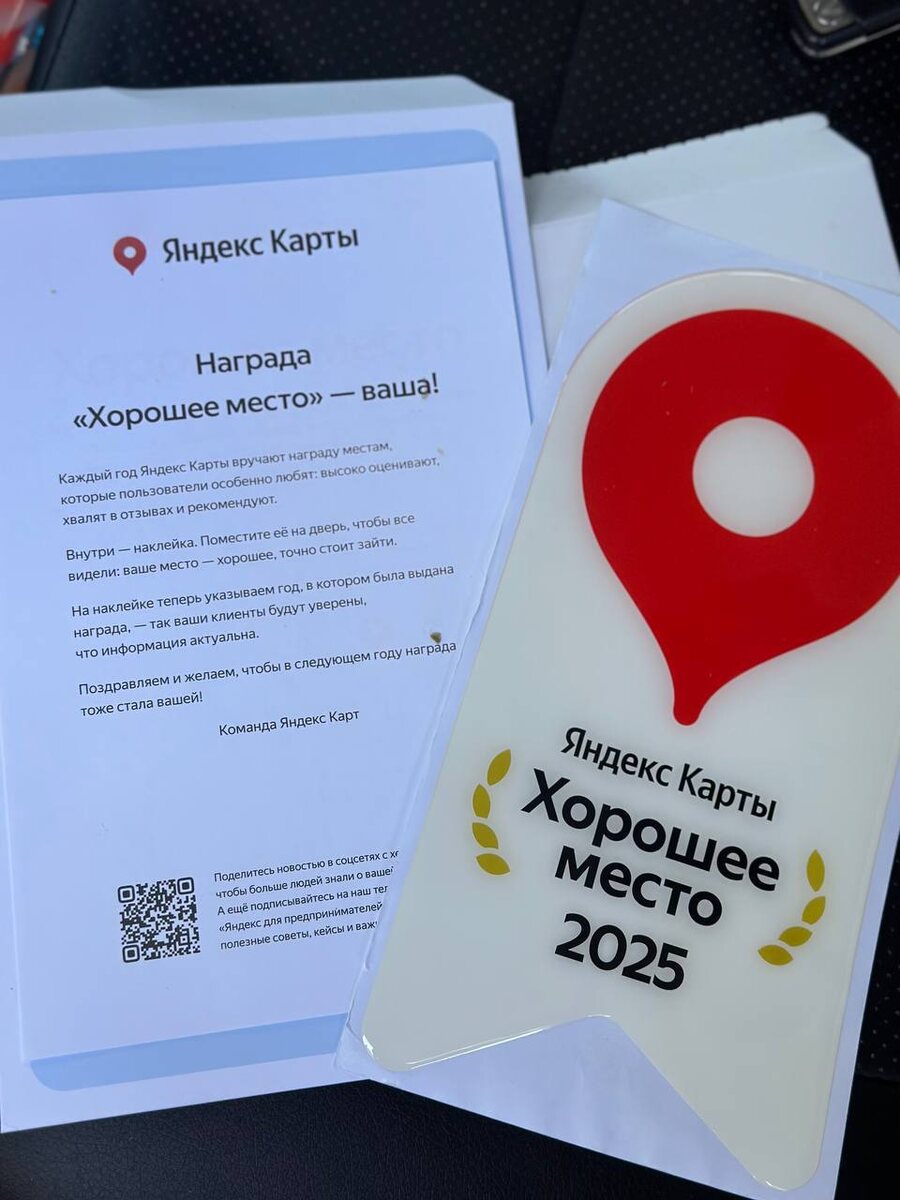 Яндекс Карты
Награда
«Хорошее место» — ваша!
Каждый год Яндекс Карты вручают награду местам,
которые пользователи особенно любят: высоко оценивают,
хвалят в отзывах и рекомендуют.
Внутри — наклейка. Поместите её на дверь, чтобы все
видели: ваше место — хорошее, точно стоит зайти.
На наклейке теперь указываем год, в котором была выдана
награда, — так ваши клиенты будут уверены,
что информация актуальна.
Поздравляем и желаем, чтобы в следующем году награда
тоже стала вашей!
Команда Яндекс Карт
Поделитесь новостью в соцсетях с
чтобы больше людей знали о
А ещё подписывайтесь на наш
«Яндекс для предпринимателей
полезные советы, кейсы и
Яндекс Карты
Хорошее
место
2025